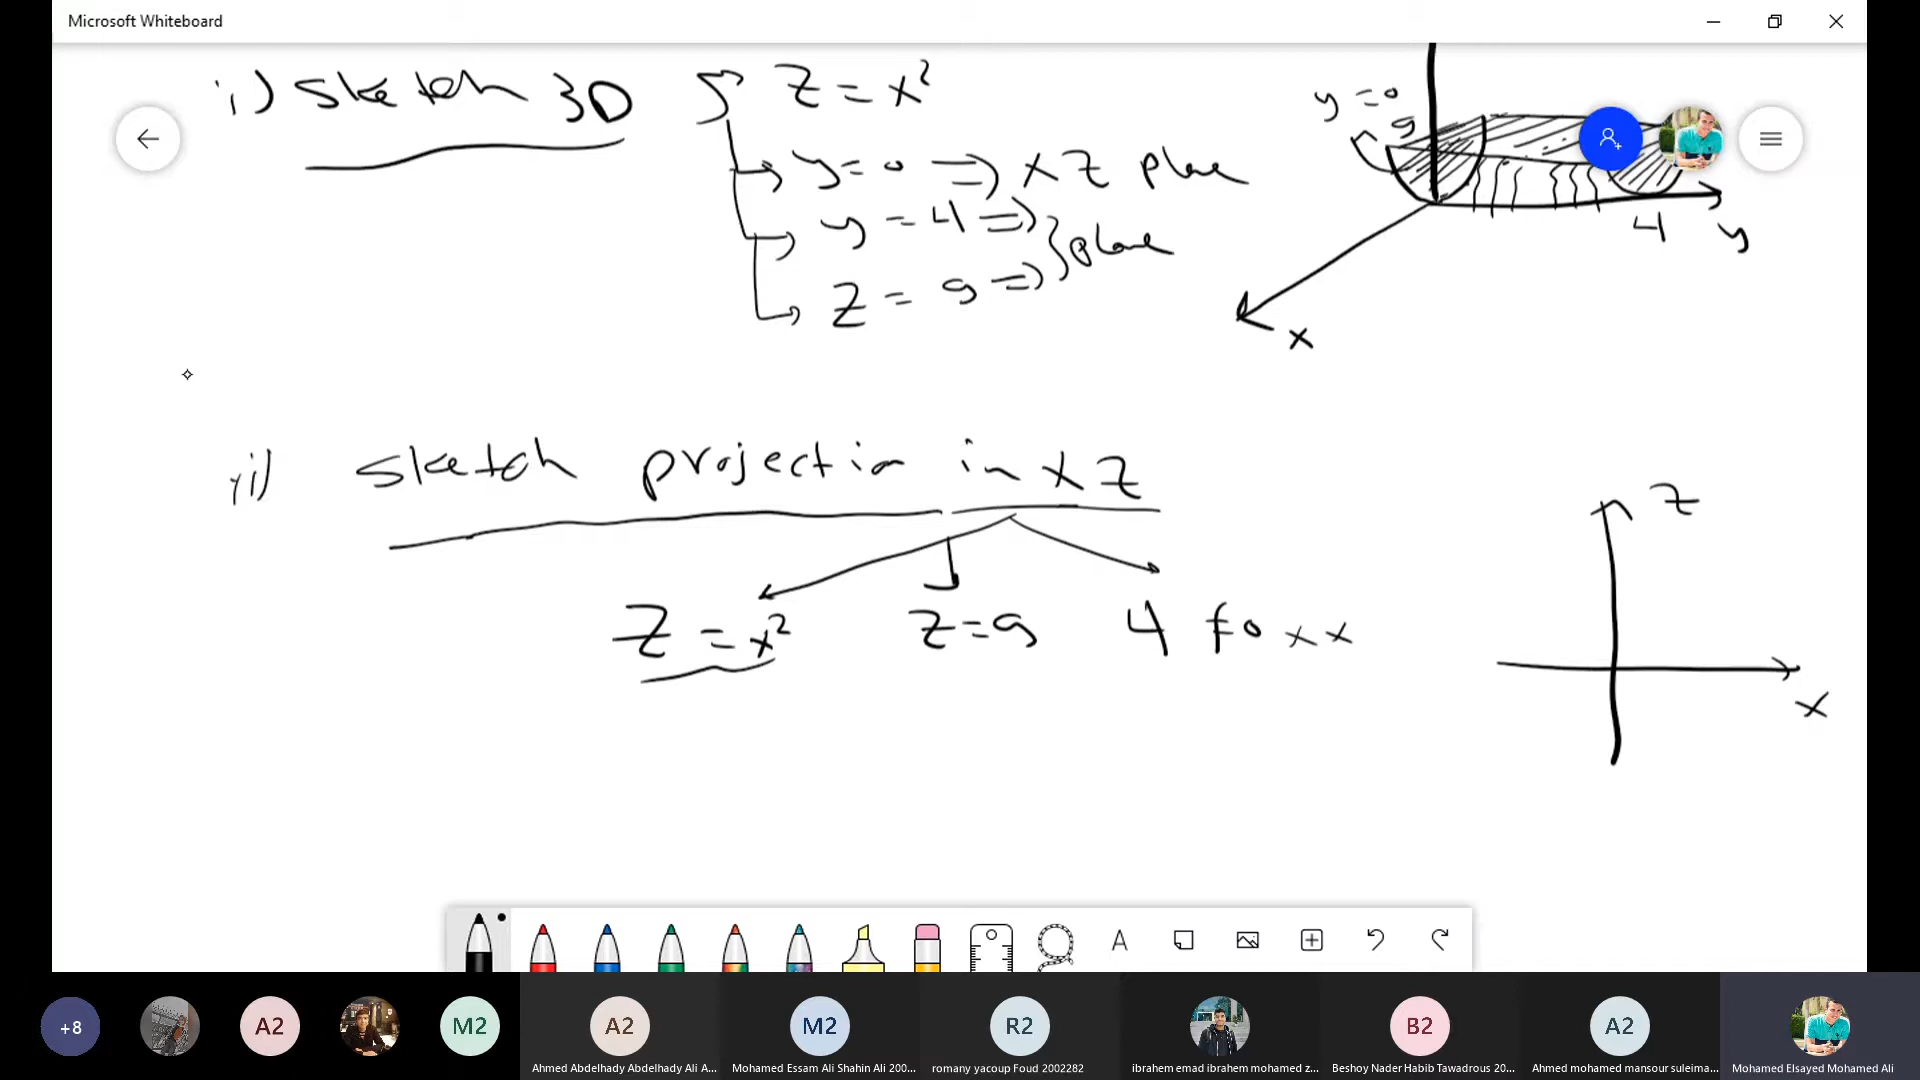 Microsoft Whiteboard
i) sketch 3D z = x²
y = 0 ⇒ xz plane
y = 4 ⇒
z = 9 ⇒ } plane
y = 0
9
4
y
x
ii) sketch projection in xz
z = x² z = 9 4 x x
z
x
+8
A2
M2
A2
Ahmed Abdelhady Abdelhady Ali A...
M2
Mohamed Essam Ali Shahin Ali 200...
R2
romany yacoup Foud 2002282
ibrahem emad ibrahem mohamed z...
B2
Beshoy Nader Habib Tawadrous 20...
A2
Ahmed mohamed mansour suleima...
Mohamed Elsayed Mohamed Ali